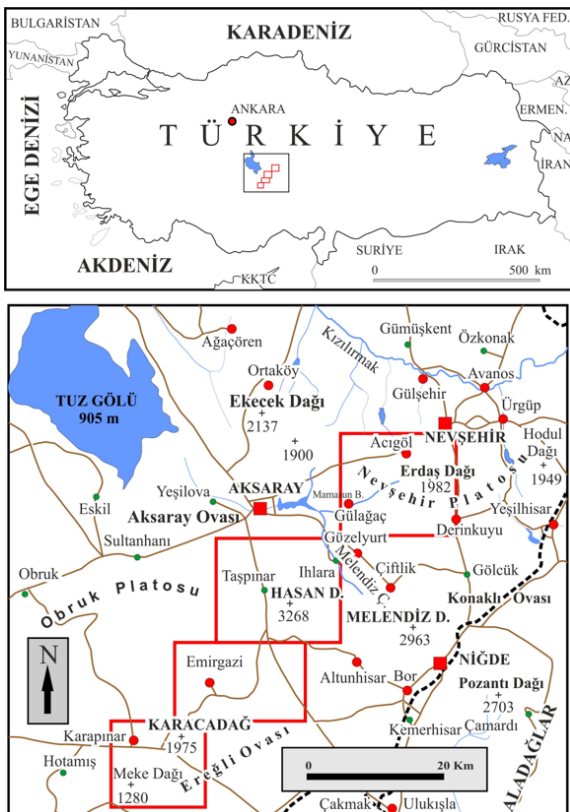 BULGARİSTAN
KARADENİZ
RUSYA FED.
YUNANİSTAN
GÜRCİSTAN
AZ
ANKARA
ERMEN.
TÜRKİYE
NA
İRAN
EGE DENİZİ
SURİYE
IRAK
AKDENİZ
KKTC
0
500 km
Ağaçören
Kızılırmak
Gümüşkent
Özkonak
Ortaköy
Avanos
TUZ GÖLÜ
905 m
Ekecek Dağı
2137
Gülşehir
Ürgüp
1900
Acıgöl
NEVŞEHİR
Hodul
Dağı
1949
Erdaş Dağı
1982
Nevşehir Platosu
Eskil
Yeşilova
AKSARAY
Mamasun B.
Gülağaç
Yeşilhisar
Aksaray Ovası
Derinkuyu
Sultanhanı
Güzelyurt
Melendiz Ç.
Obruk
Obruk Platosu
Taşpınar
Ihlara
Çiftlik
Gölcük
HASAN D.
3268
MELENDİZ D.
2963
Konaklı Ovası
N
Emirgazi
Altunhisar
Bor
NİĞDE
Pozantı Dağı
2703
KARACADAĞ
1975
Kemerhisar
Çamardı
ALADAĞLAR
Karapınar
Ereğli Ovası
Hotamış
Meke Dağı
1280
0
20 Km
Çakmak
Ulukışla